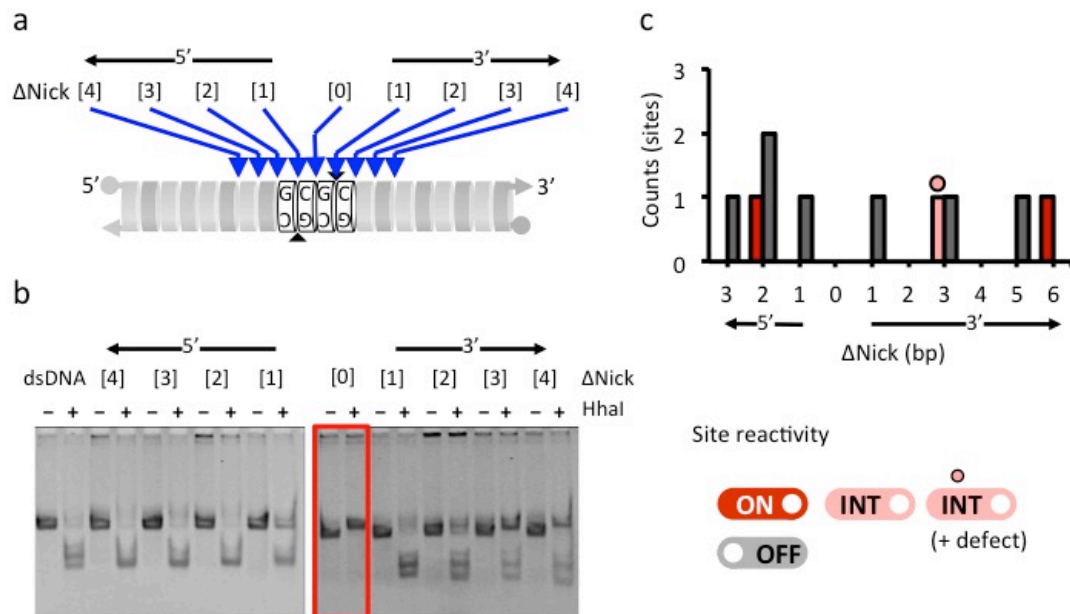 a
5’ 3’
ΔNick [4] [3] [2] [1] [0] [1] [2] [3] [4]
5’ G C G C 3’
C G C G
b
5’ 3’
dsDNA [4] [3] [2] [1] [0] [1] [2] [3] [4] ΔNick
– + – + – + – + – + – + – + – + – + – + HhaI
c
3
2
1
0
Counts (sites)
3 2 1 0 1 2 3 4 5 6
5’ 3’
ΔNick (bp)
Site reactivity
ON INT INT
OFF (+ defect)